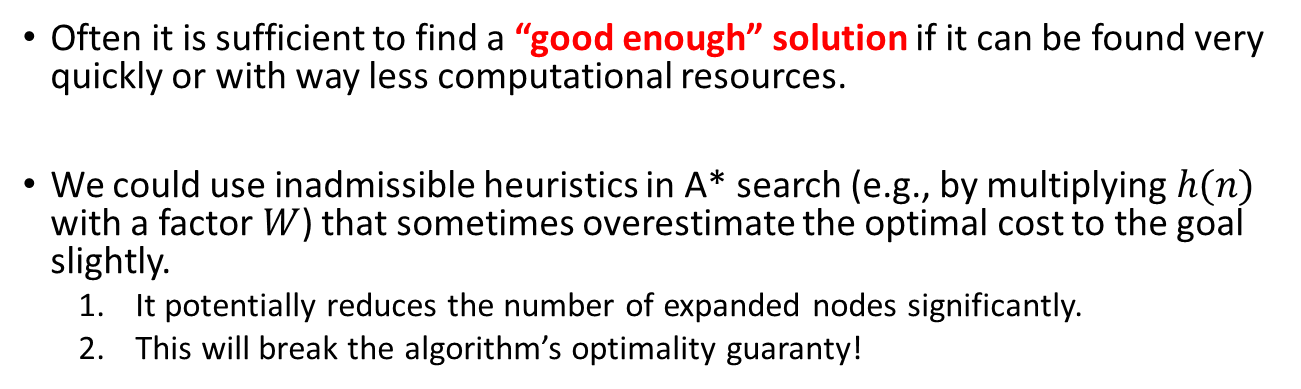 • Often it is sufficient to find a “good enough” solution if it can be found very
quickly or with way less computational resources.
• We could use inadmissible heuristics in A* search (e.g., by multiplying h(n)
with a factor W) that sometimes overestimate the optimal cost to the goal
slightly.
1. It potentially reduces the number of expanded nodes significantly.
2. This will break the algorithm’s optimality guaranty!